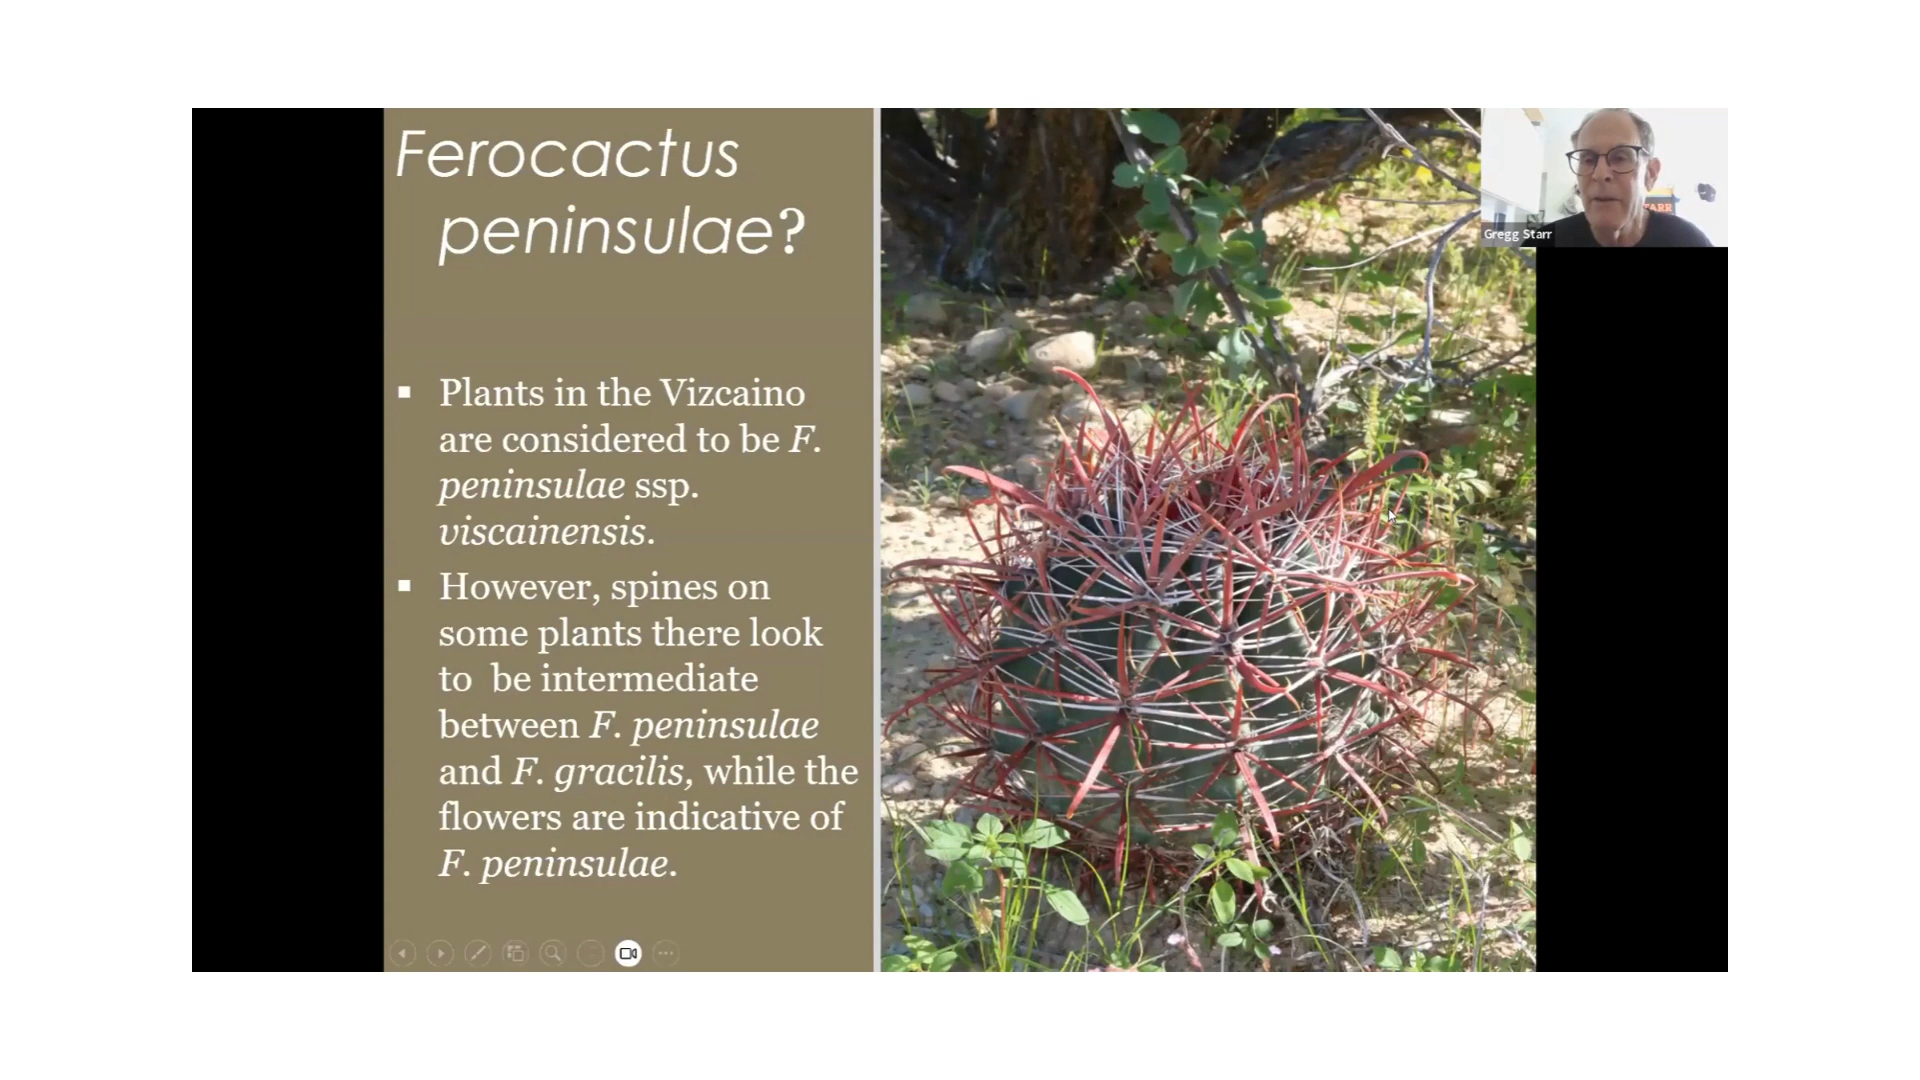 Ferocactus
peninsulae?
▪ Plants in the Vizcaino
are considered to be F.
peninsulae ssp.
viscainensis.
▪ However, spines on
some plants there look
to be intermediate
between F. peninsulae
and F. gracilis, while the
flowers are indicative of
F. peninsulae.
TARR
Gregg Starr